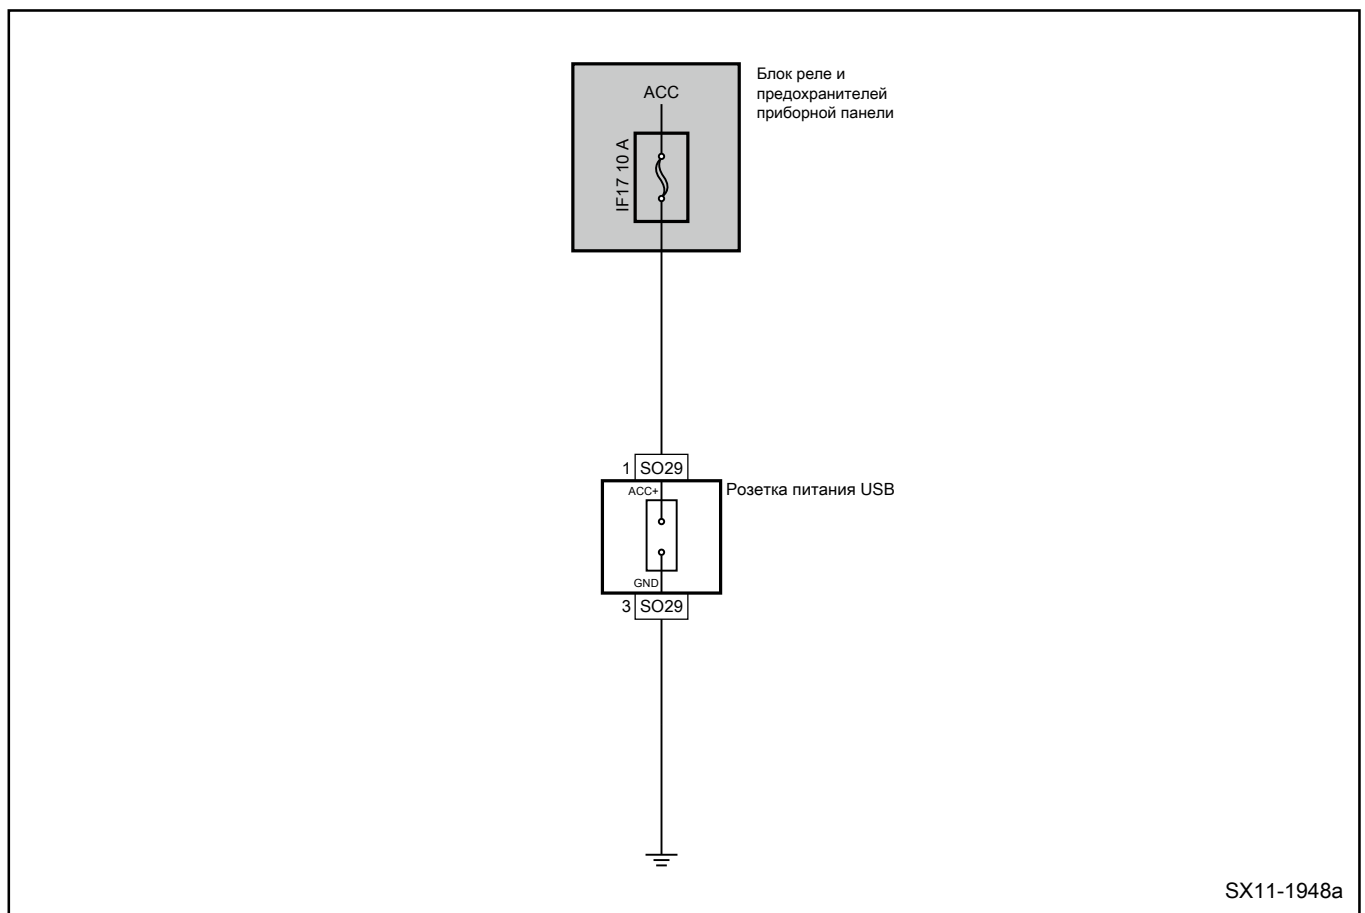 Блок реле и
предохранителей
приборной панели
ACC
IF17 10 A
1 SO29
ACC+
Розетка питания USB
GND
3 SO29
SX11-1948a